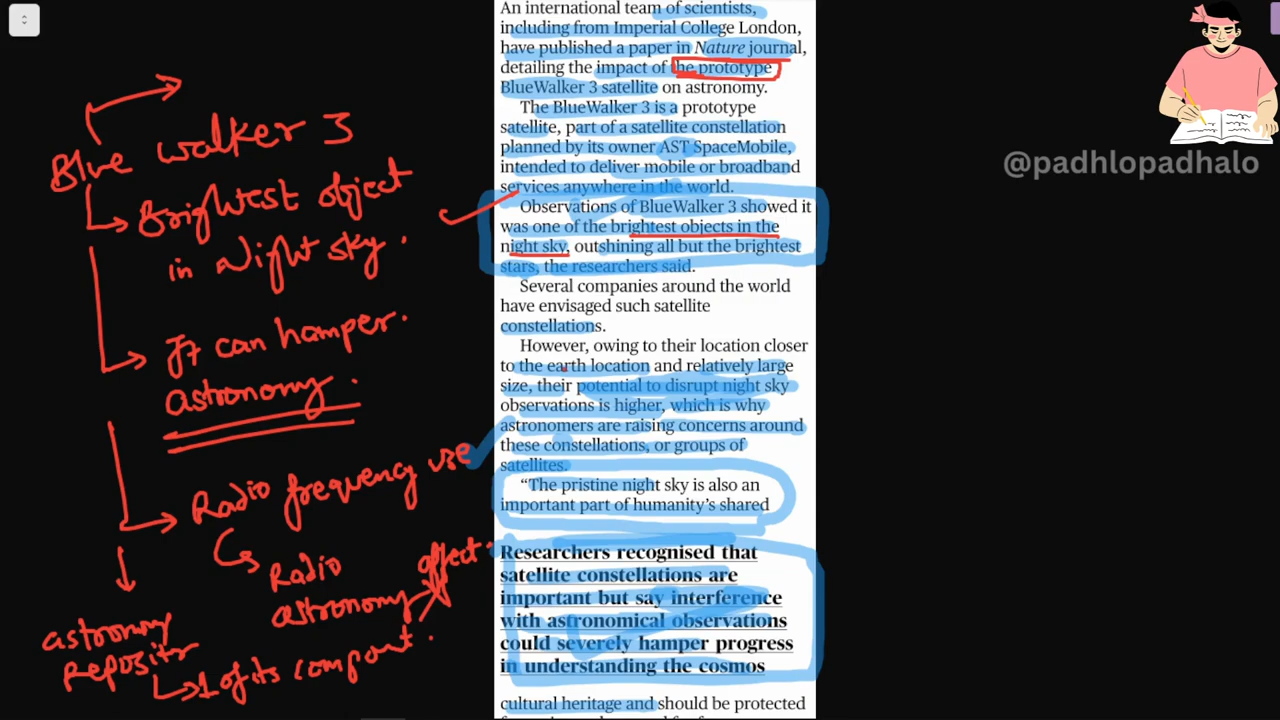 Blue walker 3
Brightest object
in Night sky.
It can hamper.
astronomy.
Radio frequency use
Radio
astronomy
affect.
astronomy
1 of its
An international team of scientists,
including from Imperial College London,
have published a paper in Nature journal,
detailing the impact of the prototype
BlueWalker 3 satellite on astronomy.
The BlueWalker 3 is a prototype
satellite, part of a satellite constellation
planned by its owner AST SpaceMobile,
intended to deliver mobile or broadband
services anywhere in the world.
Observations of BlueWalker 3 showed it
was one of the brightest objects in the
night sky, outshining all but the brightest
stars, the researchers said.
Several companies around the world
have envisaged such satellite
constellations.
However, owing to their location closer
to the earth location and relatively large
size, their potential to disrupt night sky
observations is higher, which is why
astronomers are raising concerns around
these constellations, or groups of
satellites.
“The pristine night sky is also an
important part of humanity’s shared
Researchers recognised that
satellite constellations are
important but say interference
with astronomical observations
could severely hamper progress
in understanding the cosmos
cultural heritage and should be protected
@padhlopadhalo